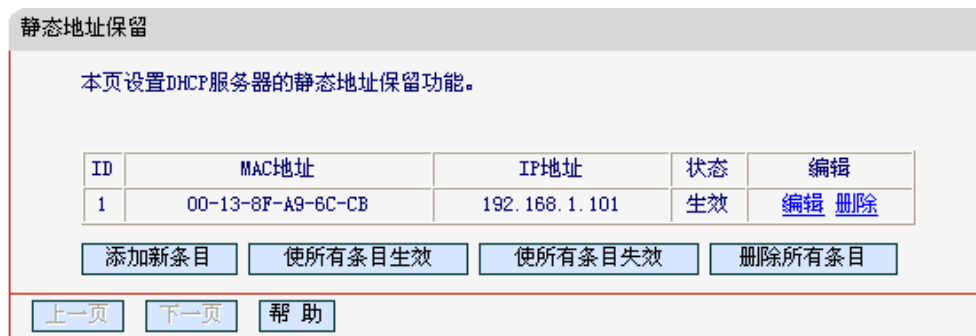 静态地址保留
本页设置DHCP服务器的静态地址保留功能。
ID MAC地址 IP地址 状态 编辑
1 00-13-8F-A9-6C-CB 192.168.1.101 生效 编辑 删除
添加新条目 使所有条目生效 使所有条目失效 删除所有条目
上一页 下一页 帮 助